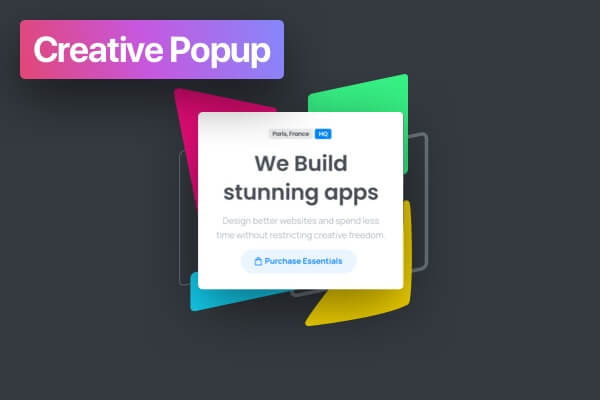 Creative Popup
Paris, France HQ
We Build
stunning apps
Design better websites and spend less
time without restricting creative freedom.
Purchase Essentials